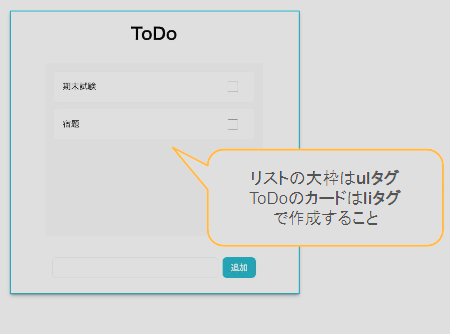 ToDo
期末試験
宿題
リストの大枠はulタグ
ToDoのカードはliタグ
で作成すること
追加